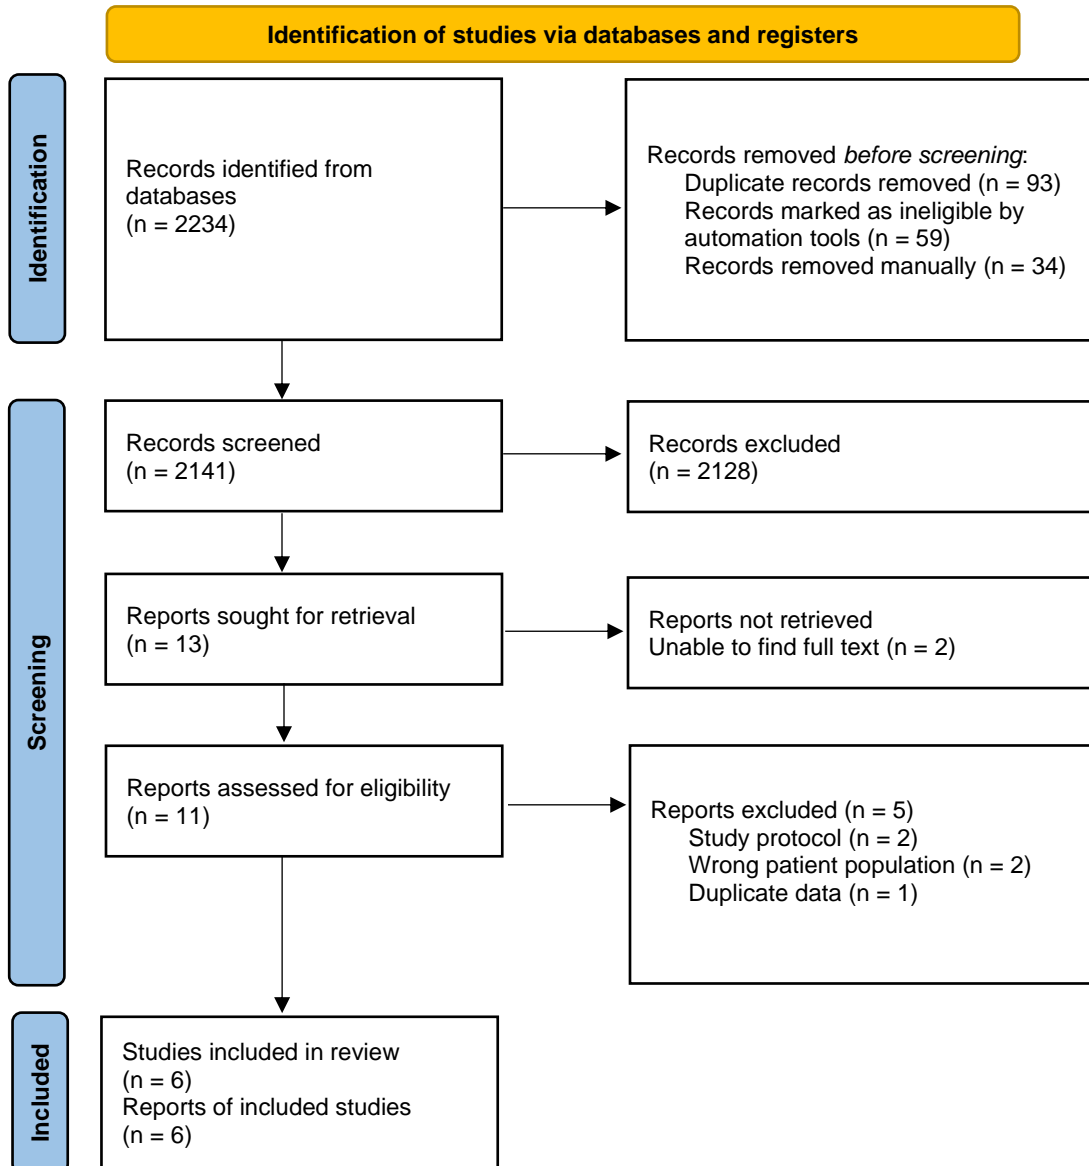 Identification of studies via databases and registers
Identification
Records identified from
databases
(n = 2234)
Records removed before screening:
Duplicate records removed (n = 93)
Records marked as ineligible by
automation tools (n = 59)
Records removed manually (n = 34)
Screening
Records screened
(n = 2141)
Records excluded
(n = 2128)
Reports sought for retrieval
(n = 13)
Reports not retrieved
Unable to find full text (n = 2)
Reports assessed for eligibility
(n = 11)
Reports excluded (n = 5)
Study protocol (n = 2)
Wrong patient population (n = 2)
Duplicate data (n = 1)
Included
Studies included in review
(n = 6)
Reports of included studies
(n = 6)